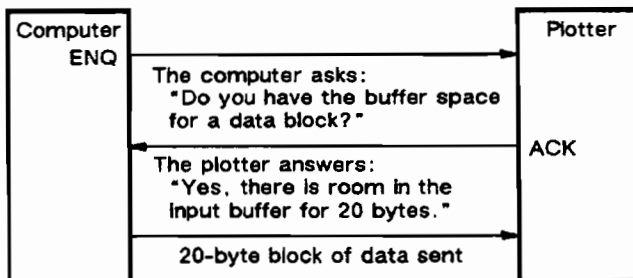 Computer
Plotter
ENQ
The computer asks:
"Do you have the buffer space
for a data block?"
ACK
The plotter answers:
"Yes, there is room in the
input buffer for 20 bytes."
20-byte block of data sent